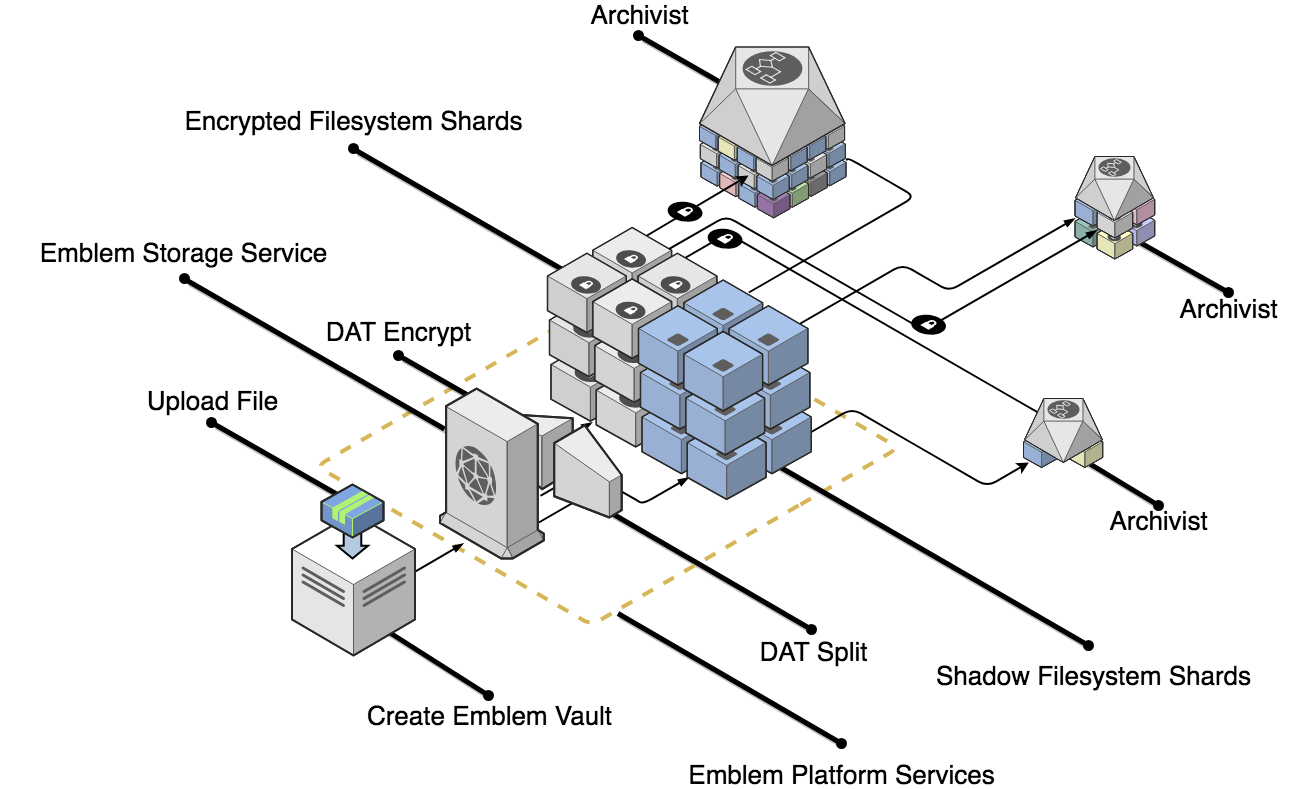 Archivist
Encrypted Filesystem Shards
Emblem Storage Service
DAT Encrypt
Archivist
Upload File
Archivist
DAT Split
Shadow Filesystem Shards
Create Emblem Vault
Emblem Platform Services